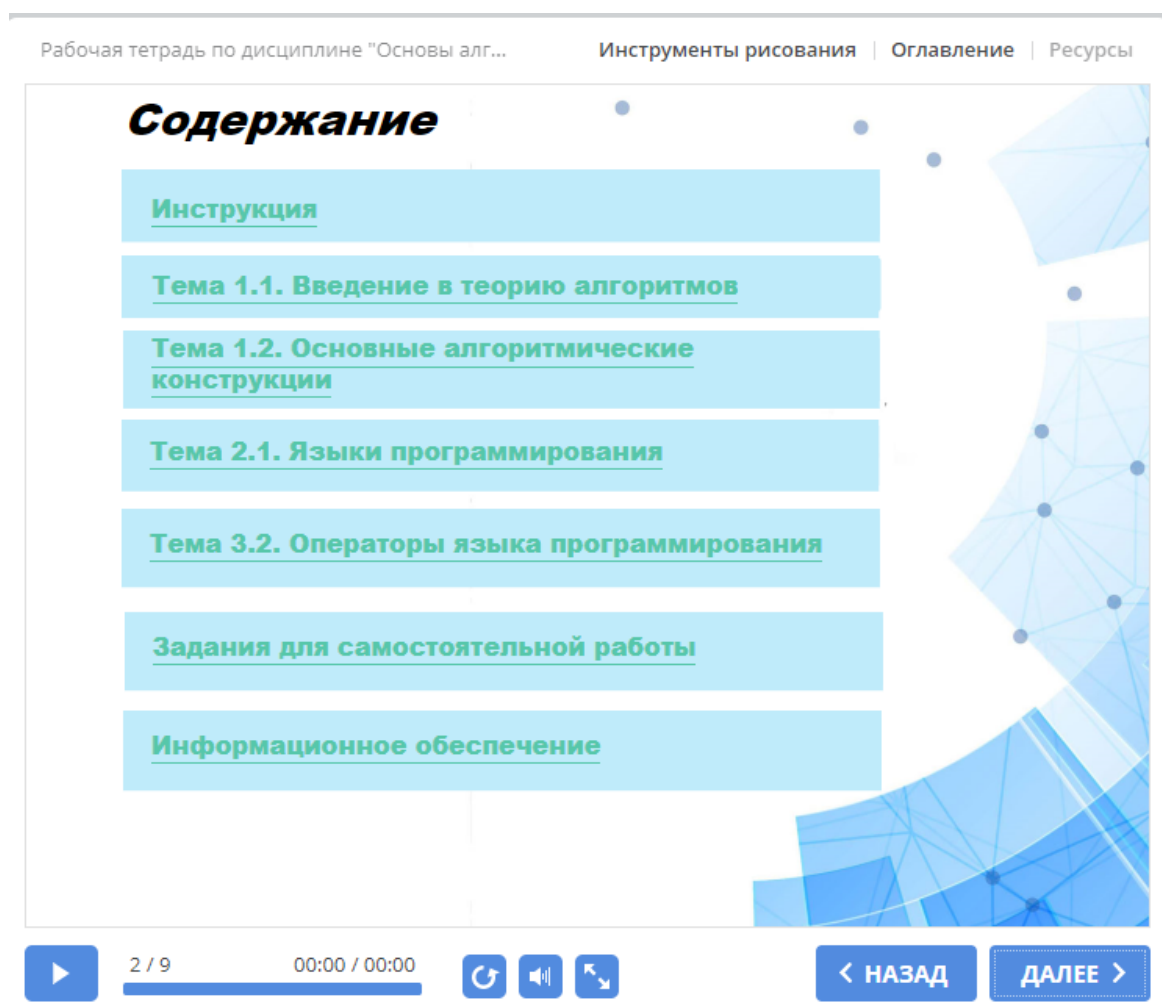 Рабочая тетрадь по дисциплине "Основы алг...
Инструменты рисования | Оглавление | Ресурсы
Содержание
Инструкция
Тема 1.1. Введение в теорию алгоритмов
Тема 1.2. Основные алгоритмические
конструкции
Тема 2.1. Языки программирования
Тема 3.2. Операторы языка программирования
Задания для самостоятельной работы
Информационное обеспечение
2 / 9
00:00 / 00:00
НАЗАД
ДАЛЕЕ